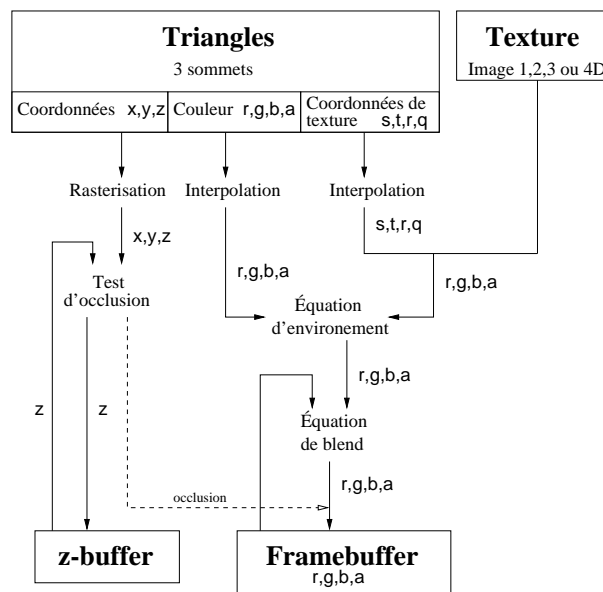 Triangles
3 sommets
Texture
Image 1,2,3 ou 4D
Coordonnées x,y,z
Couleur r,g,b,a
Coordonnées de
texture s,t,r,q
Rasterisation
Interpolation
Interpolation
x,y,z
s,t,r,q
r,g,b,a
r,g,b,a
Test
d'occlusion
Équation
d'environement
r,g,b,a
z
z
Équation
de blend
r,g,b,a
occlusion
z-buffer
Framebuffer
r,g,b,a